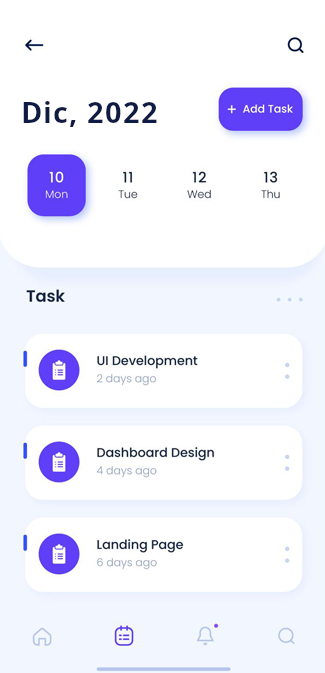 Dic, 2022
+ Add Task
10 11 12 13
Mon Tue Wed Thu
Task
UI Development
2 days ago
Dashboard Design
4 days ago
Landing Page
6 days ago